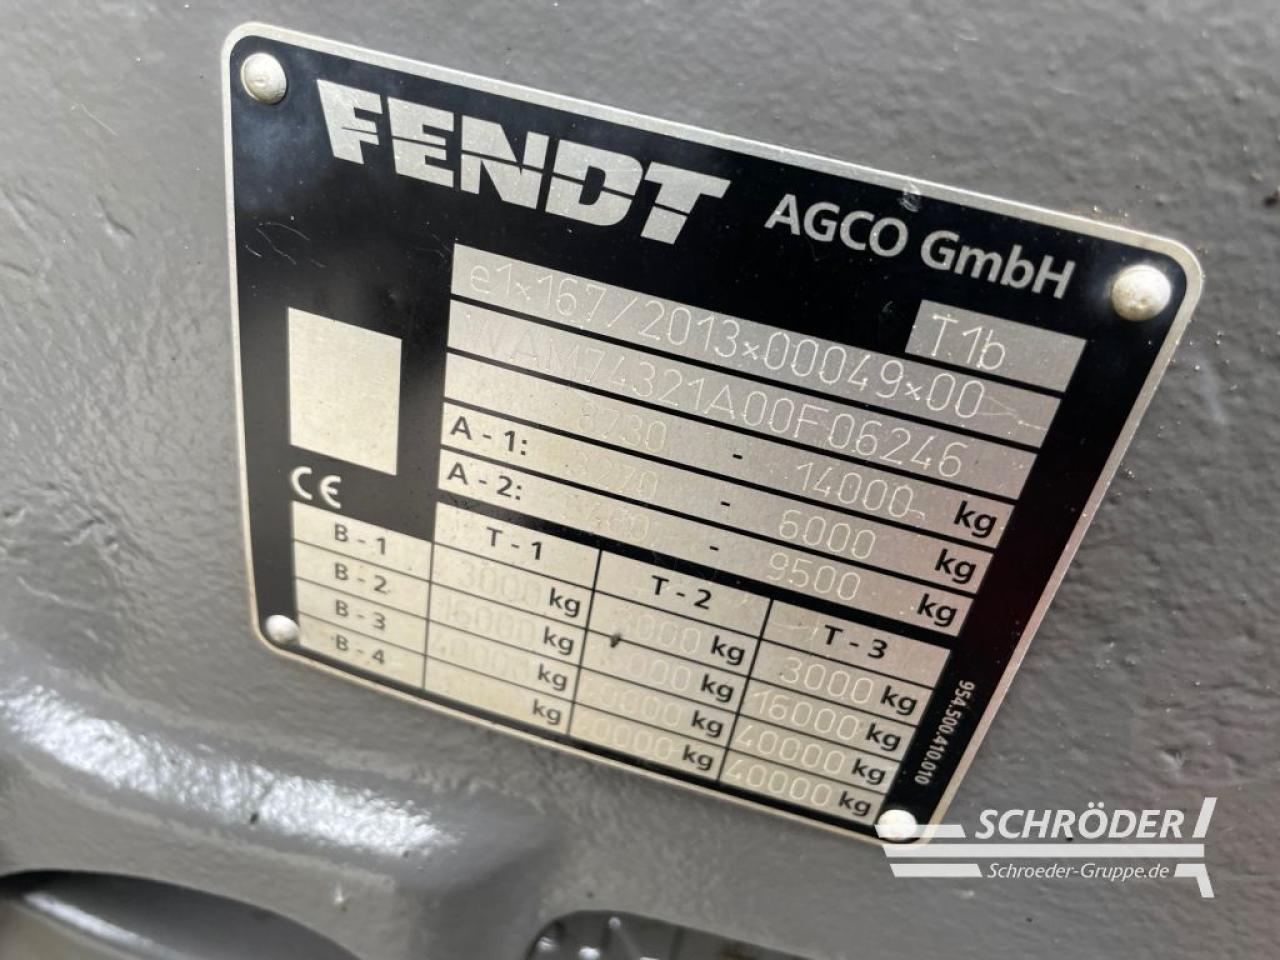 FENDT AGCO GmbH
T1b
e1*167/2013*00049*00
WAM74321A00F06246
8730 - 14000 kg
A - 1: 3270 - 6000 kg
A - 2: - 9500 kg
CE
T - 1 T - 2 T - 3
B - 1 3000 kg 3000 kg 3000 kg
B - 2 16000 kg kg 16000 kg
B - 3 40000 kg kg 40000 kg
B - 4 kg 40000 kg 40000 kg
954.500.410.010
SCHRÖDER
Schroeder-Gruppe.de